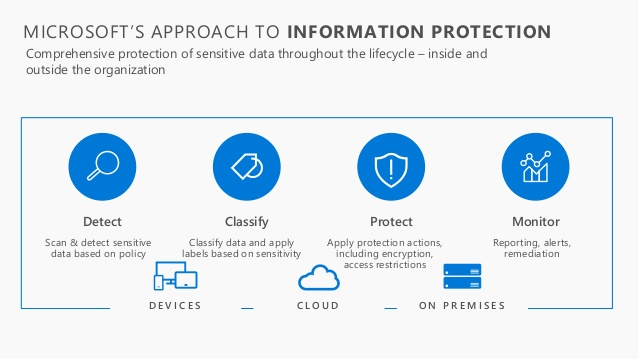 MICROSOFT'S APPROACH TO INFORMATION PROTECTION
Comprehensive protection of sensitive data throughout the lifecycle – inside and
outside the organization
Detect
Scan & detect sensitive
data based on policy
Classify
Classify data and apply
labels based on sensitivity
Protect
Apply protection actions,
including encryption,
access restrictions
Monitor
Reporting, alerts,
remediation
DEVICES
CLOUD
ON PREMISES